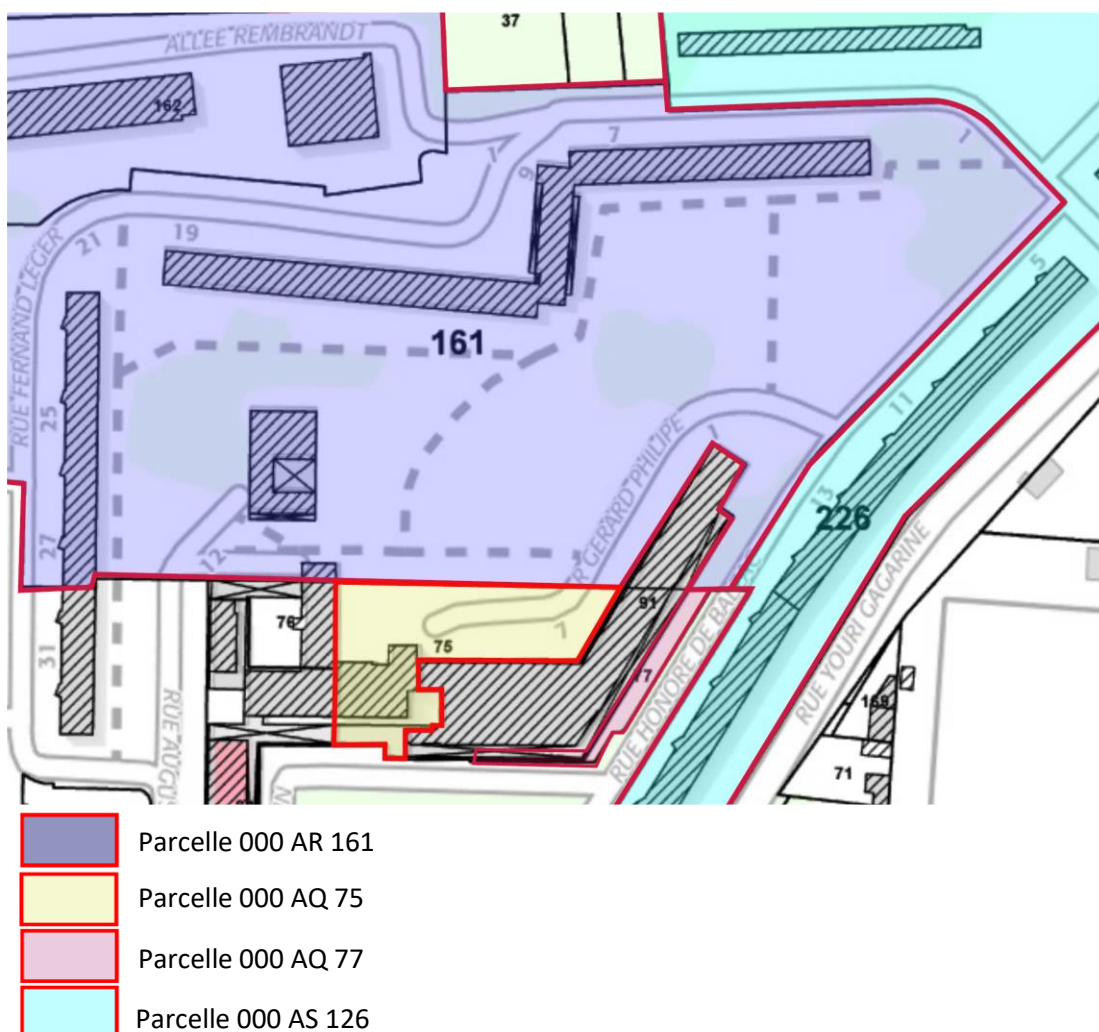 37
ALLEE REMBRANDT
162
1
7
1
9
19
21
RUE FERNAND LEGER
161
5
25
11
1
R GERARD PHILIPE
13
226
27
12
91
76
75
7
77
31
RUE HONORE DE BALZAC
RUE YOURI GAGARINE
RUE AUGUS
159
71
N
Parcelle 000 AR 161
Parcelle 000 AQ 75
Parcelle 000 AQ 77
Parcelle 000 AS 126